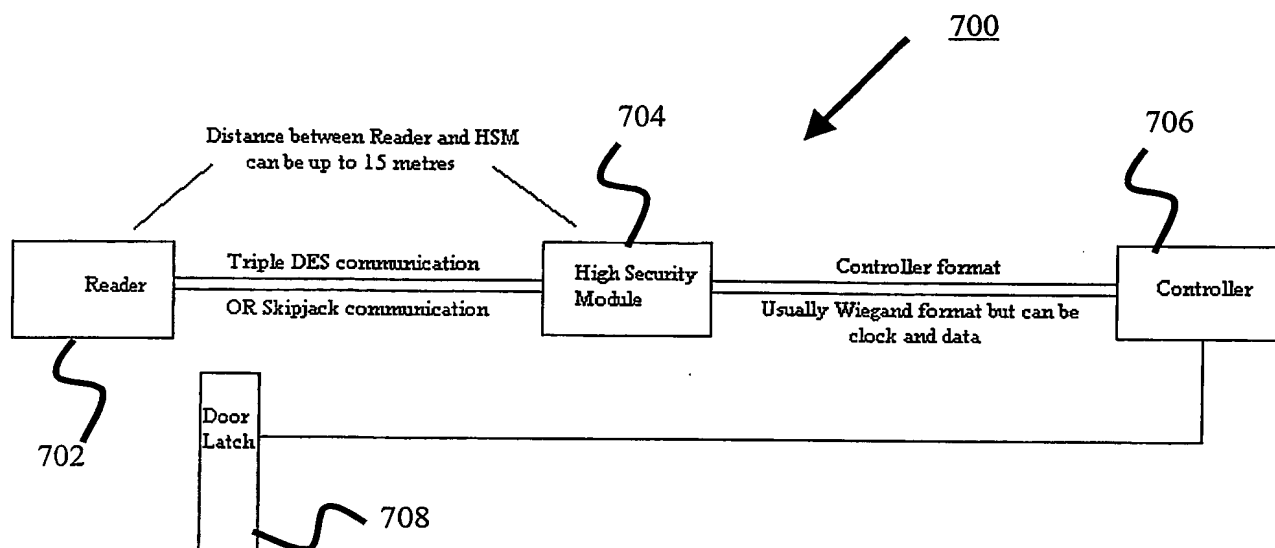 700
704
706
Distance between Reader and HSM
can be up to 15 metres
Reader
Triple DES communication
OR Skipjack communication
High Security
Module
Controller format
Usually Wiegand format but can be
clock and data
Controller
702
Door
Latch
708